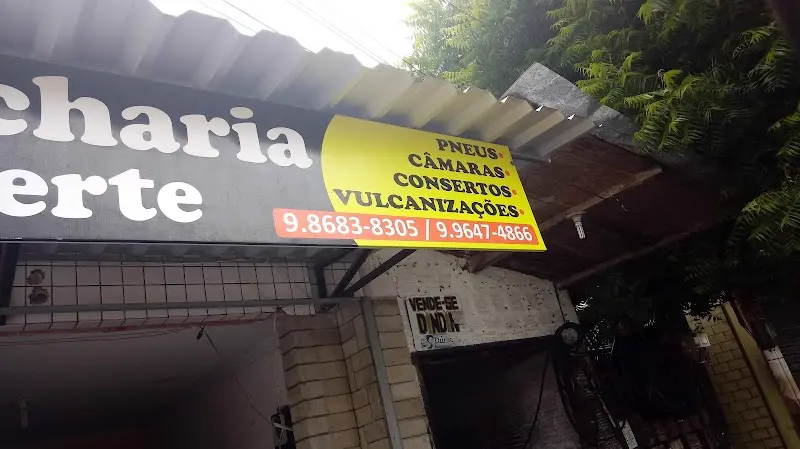 charia
erte
PNEUS•
CÂMARAS•
CONSERTOS•
VULCANIZAÇÕES•
9.8683-8305 / 9.9647-4866
VENDE-SE
DINDIN